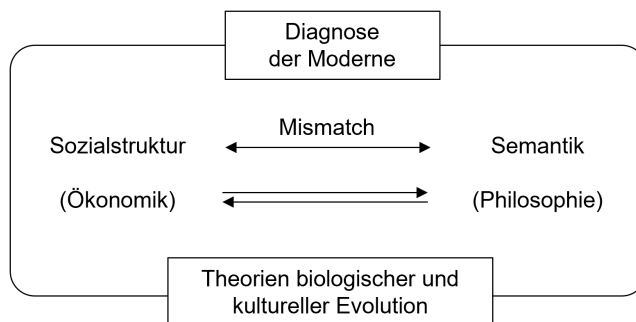 Diagnose
der Moderne
Mismatch
Sozialstruktur
Semantik
(Ökonomik)
(Philosophie)
Theorien biologischer und
kultureller Evolution